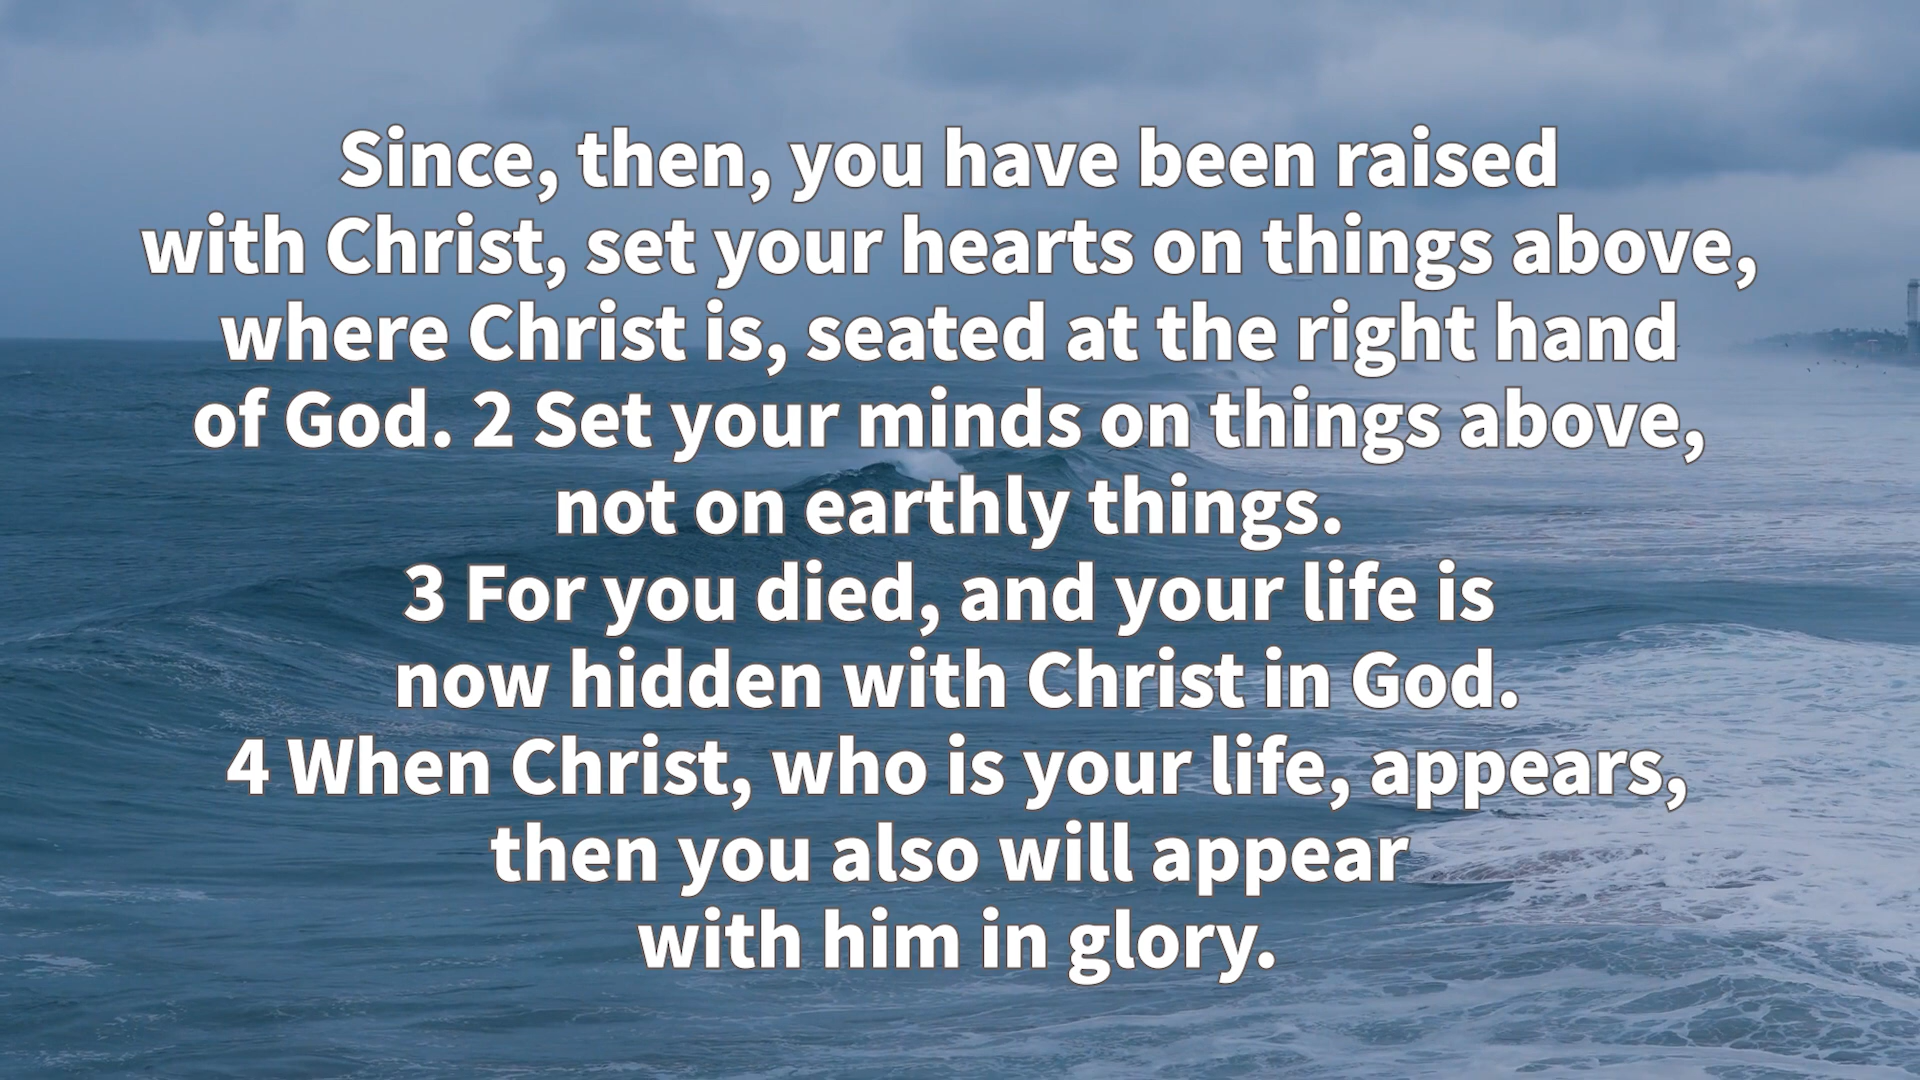 Since, then, you have been raised
with Christ, set your hearts on things above,
where Christ is, seated at the right hand
of God. 2 Set your minds on things above,
not on earthly things.
3 For you died, and your life is
now hidden with Christ in God.
4 When Christ, who is your life, appears,
then you also will appear
with him in glory.